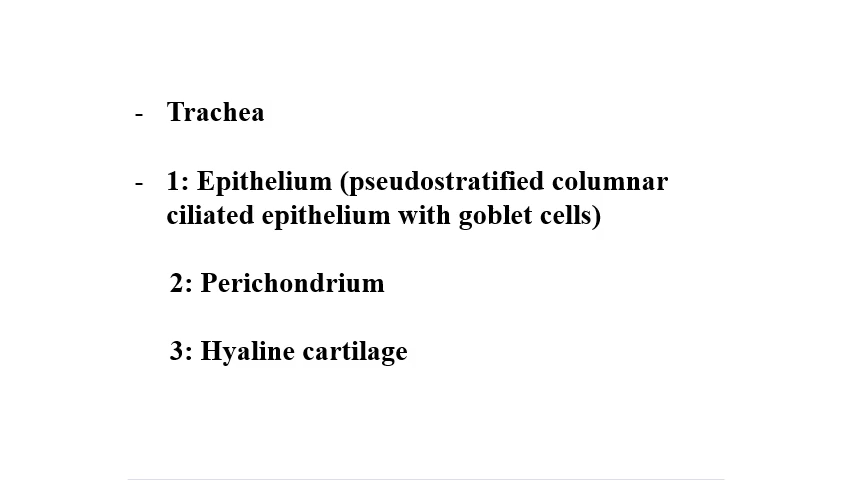 - Trachea
- 1: Epithelium (pseudostratified columnar
ciliated epithelium with goblet cells)
2: Perichondrium
3: Hyaline cartilage